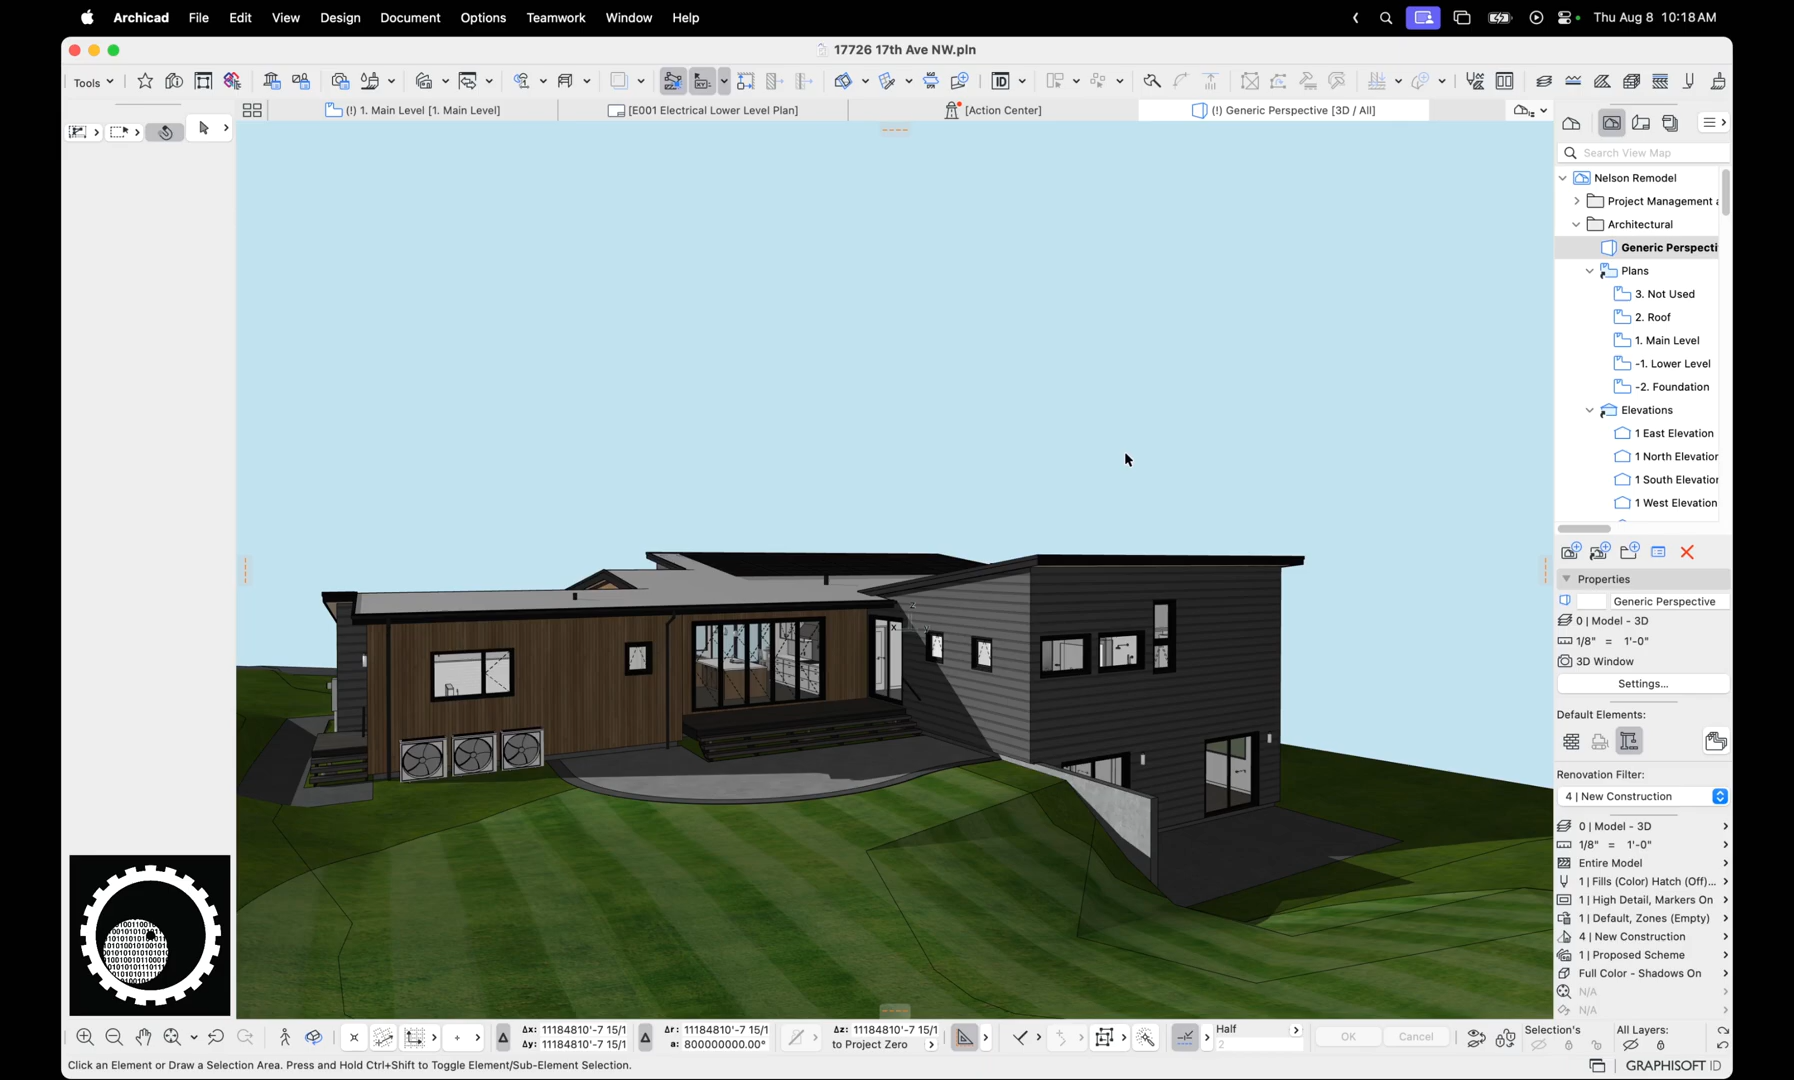 Archicad File Edit View Design Document Options Teamwork Window Help Thu Aug 8 10:18 AM
17726 17th Ave NW.pln
Tools
(!) 1. Main Level [1. Main Level] [E001 Electrical Lower Level Plan] [Action Center] (!) Generic Perspective [3D / All]
Search View Map
Nelson Remodel
Project Management a
Architectural
Generic Perspecti
Plans
3. Not Used
2. Roof
1. Main Level
-1. Lower Level
-2. Foundation
Elevations
1 East Elevation
1 North Elevation
1 South Elevation
1 West Elevation
Properties
Generic Perspective
0 | Model - 3D
1/8" = 1'-0"
3D Window
Settings...
Default Elements:
Renovation Filter:
4 | New Construction
0 | Model - 3D
1/8" = 1'-0"
Entire Model
1 | Fills (Color) Hatch (Off)...
1 | High Detail, Markers On
1 | Default, Zones (Empty)
4 | New Construction
1 | Proposed Scheme
Full Color - Shadows On
N/A
N/A
x y z
Δx: 11184810'-7 15/1 Δr: 11184810'-7 15/1 Δz: 11184810'-7 15/1 Half
Δy: 11184810'-7 15/1 a: 800000000.00° to Project Zero 2
OK Cancel
Selection's All Layers:
Click an Element or Draw a Selection Area. Press and Hold Ctrl+Shift to Toggle Element/Sub-Element Selection.
GRAPHISOFT ID